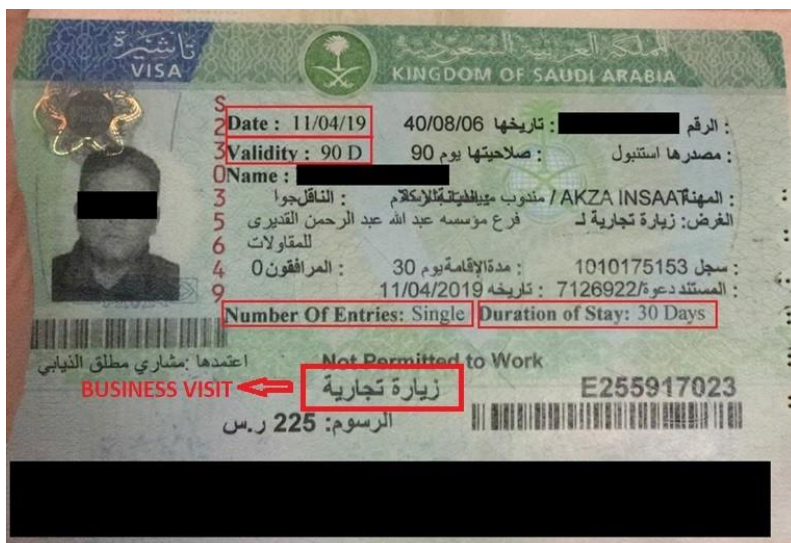 تأشيرة
VISA
المملكة العربية السعودية
KINGDOM OF SAUDI ARABIA
S23035649
Date : 11/04/19 الرقم : تاريخها : 40/08/06
Validity : 90 D مصدرها استنبول : صلاحيتها يوم 90
Name :
المهنة : AKZA INSAAT / مندوب الناقل جوا
الغرض: زيارة تجارية لـ فرع مؤسسه عبد الله عبد الرحمن القديرى
للمقاولات
سجل 1010175153 : مدة الإقامة يوم 30 : المرافقون 0
المستند دعوة/7126922 : تاريخه 11/04/2019
Number Of Entries: Single Duration of Stay: 30 Days
اعتمدها :مشاري مطلق الذيابي Not Permitted to Work
BUSINESS VISIT زيارة تجارية E255917023
الرسوم: 225 ر.س